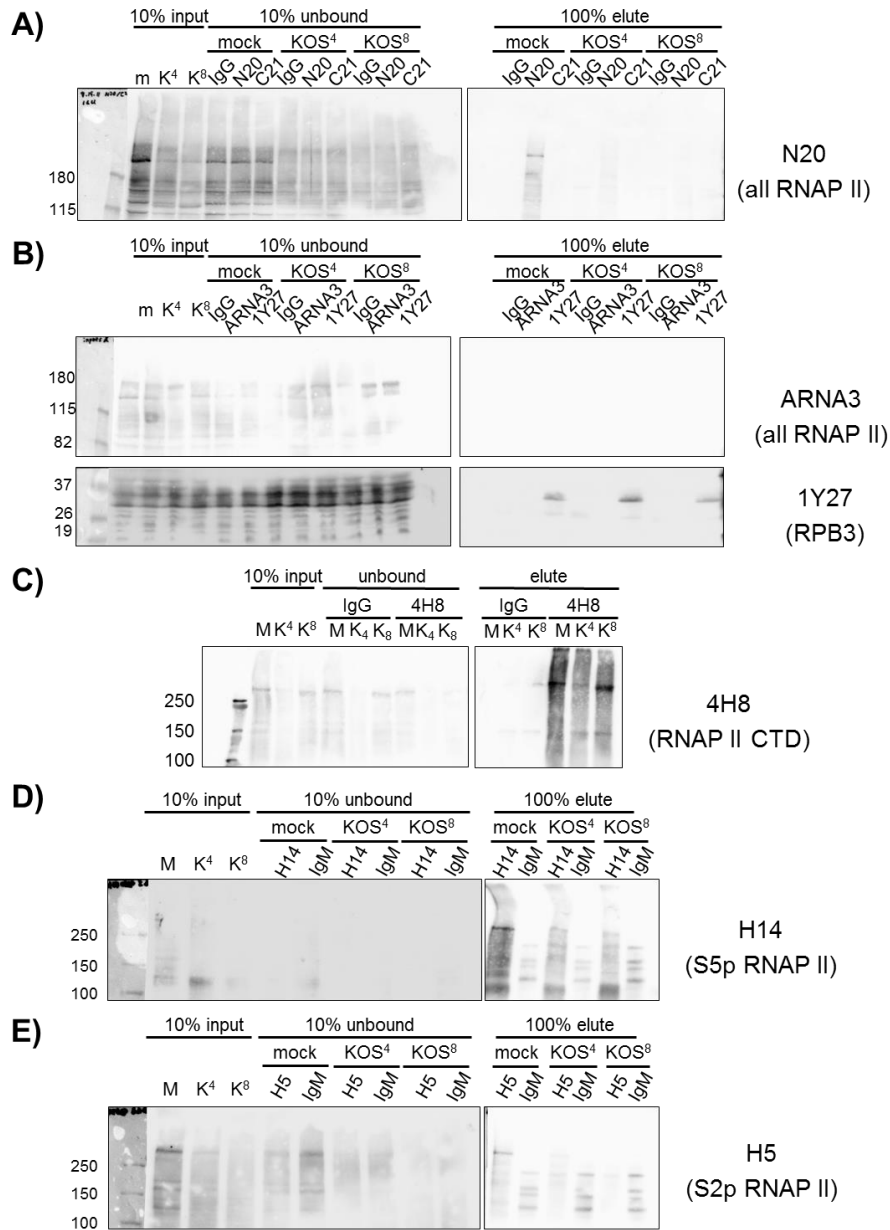 A)
10% input 10% unbound 100% elute
mock KOS⁴ KOS⁸ mock KOS⁴ KOS⁸
m K⁴ K⁸ IgG N20 C21 IgG N20 C21 IgG N20 C21 IgG N20 C21 IgG N20 C21 IgG N20 C21
180
115
N20
(all RNAP II)
B)
10% input 10% unbound 100% elute
mock KOS⁴ KOS⁸ mock KOS⁴ KOS⁸
m K⁴ K⁸ IgG ARNA3 1Y27 IgG ARNA3 1Y27 IgG ARNA3 1Y27 IgG ARNA3 1Y27 IgG ARNA3 1Y27 IgG ARNA3 1Y27
180
115
82
ARNA3
(all RNAP II)
37
26
19
1Y27
(RPB3)
C)
10% input unbound elute
IgG 4H8 IgG 4H8
M K⁴ K⁸ M K₄ K₈ M K₄ K₈ M K⁴ K⁸ M K⁴ K⁸
250
150
100
4H8
(RNAP II CTD)
D)
10% input 10% unbound 100% elute
mock KOS⁴ KOS⁸ mock KOS⁴ KOS⁸
M K⁴ K⁸ H14 IgM H14 IgM H14 IgM H14 IgM H14 IgM H14 IgM
250
150
100
H14
(S5p RNAP II)
E)
10% input 10% unbound 100% elute
mock KOS⁴ KOS⁸ mock KOS⁴ KOS⁸
M K⁴ K⁸ H5 IgM H5 IgM H5 IgM H5 IgM H5 IgM H5 IgM
250
150
100
H5
(S2p RNAP II)